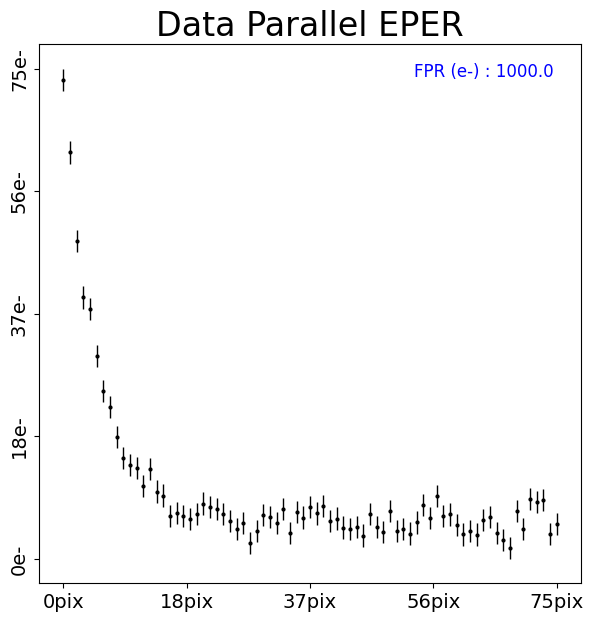 Data Parallel EPER
FPR (e-) : 1000.0
75e-
56e-
37e-
18e-
0e-
0pix 18pix 37pix 56pix 75pix